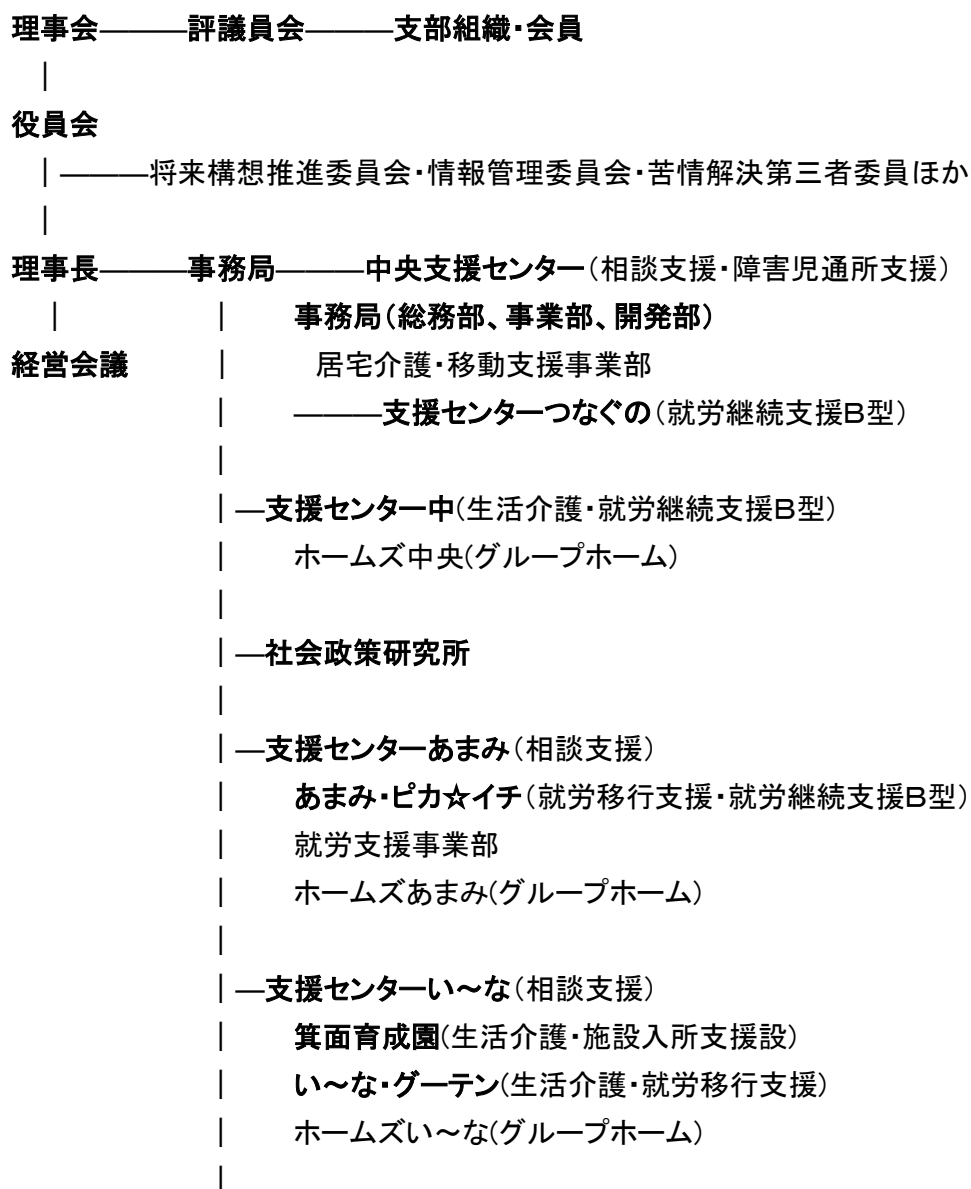 理事会―――評議員会―――支部組織・会員
|
役員会
|―――将来構想推進委員会・情報管理委員会・苦情解決第三者委員ほか
|
理事長―――事務局―――中央支援センター（相談支援・障害児通所支援）
| | 事務局（総務部、事業部、開発部）
経営会議 | 居宅介護・移動支援事業部
| ―――支援センターつなぐの（就労継続支援Ｂ型）
|
|―支援センター中(生活介護・就労継続支援Ｂ型)
| ホームズ中央(グループホーム)
|
|―社会政策研究所
|
|―支援センターあまみ（相談支援）
| あまみ・ピカ☆イチ（就労移行支援・就労継続支援Ｂ型）
| 就労支援事業部
| ホームズあまみ(グループホーム)
|
|―支援センターい～な（相談支援）
| 箕面育成園(生活介護・施設入所支援設)
| い～な・グーテン(生活介護・就労移行支援)
| ホームズい～な(グループホーム)
|